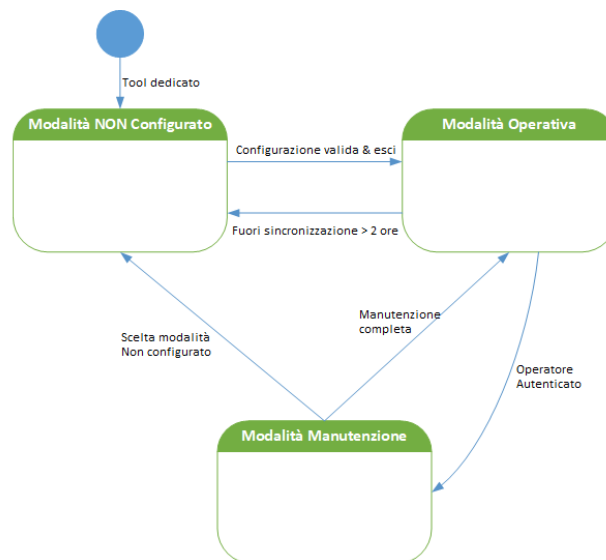 Tool dedicato
Modalità NON Configurato
Modalità Operativa
Configurazione valida & esci
Fuori sincronizzazione > 2 ore
Scelta modalità
Non configurato
Manutenzione
completa
Operatore
Autenticato
Modalità Manutenzione